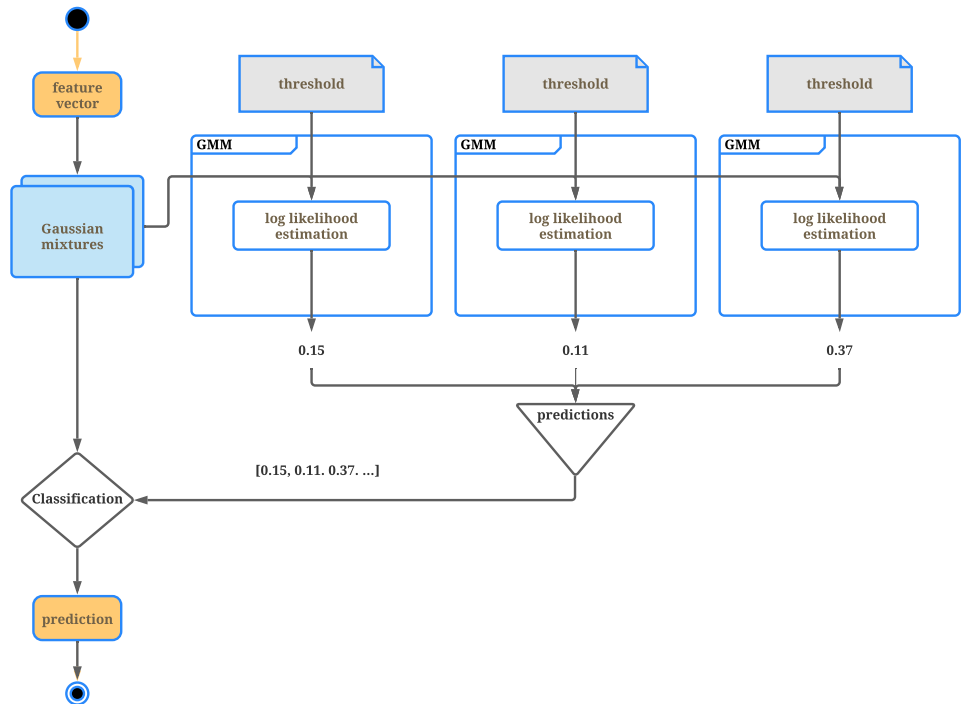 feature
vector
threshold
threshold
threshold
GMM
GMM
GMM
Gaussian
mixtures
log likelihood
estimation
log likelihood
estimation
log likelihood
estimation
0.15
0.11
0.37
predictions
[0.15, 0.11. 0.37. ...]
Classification
prediction